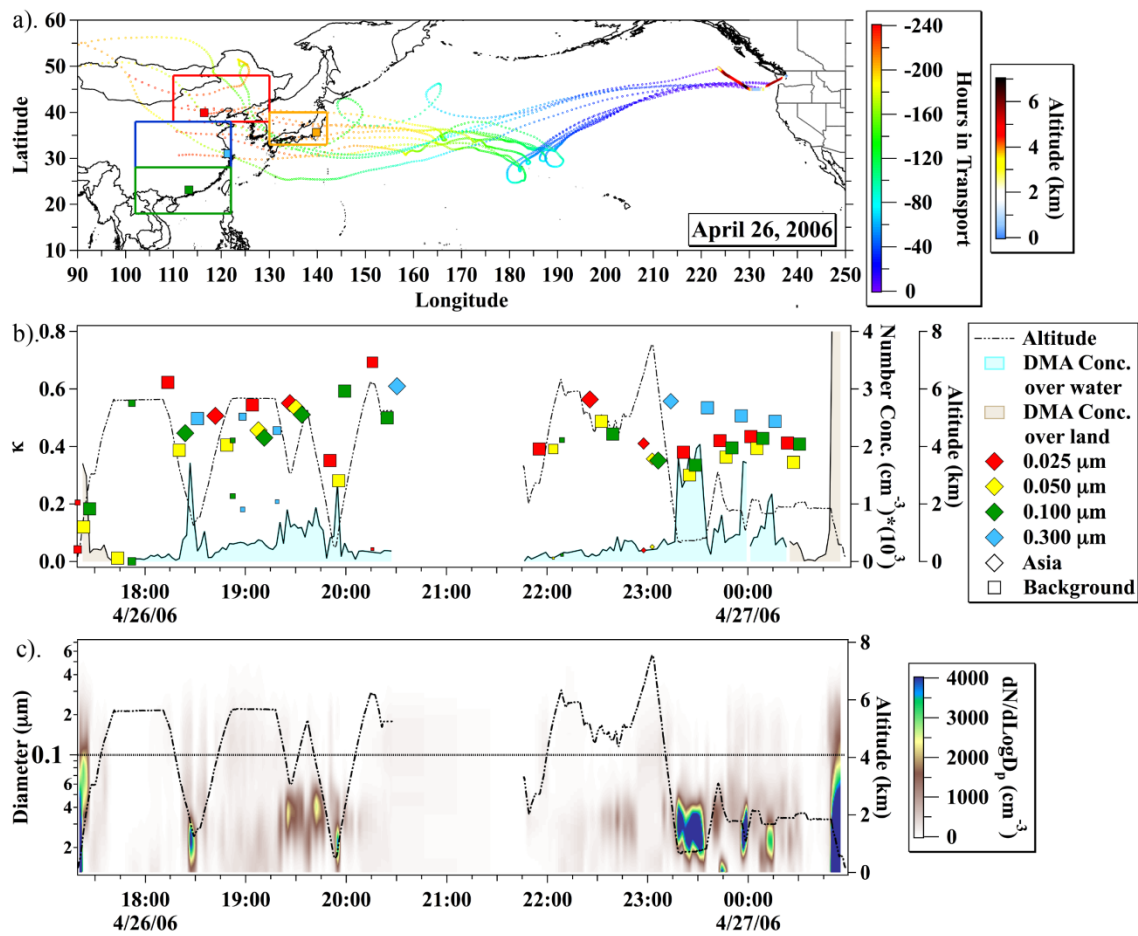 a).
60
50
40
30
20
10
Latitude
90 100 110 120 130 140 150 160 170 180 190 200 210 220 230 240 250
Longitude
April 26, 2006
-240
-200
-160
-120
-80
-40
0
Hours in Transport
6
4
2
0
Altitude (km)
b).
0.8
0.6
0.4
0.2
0.0
κ
4
3
2
1
0
Number Conc. (cm⁻³)*(10³)
8
6
4
2
0
Altitude (km)
18:00 19:00 20:00 22:00 23:00 00:00
4/26/06 4/27/06
Altitude
DMA Conc.
over water
DMA Conc.
over land
0.025 μm
0.050 μm
0.100 μm
0.300 μm
Asia
Background
c).
6
4
2
0.1
6
4
2
Diameter (μm)
8
6
4
2
0
Altitude (km)
18:00 19:00 20:00 22:00 23:00 00:00
4/26/06 4/27/06
4000
3000
2000
1000
0
dN/dLogDₚ (cm⁻³)